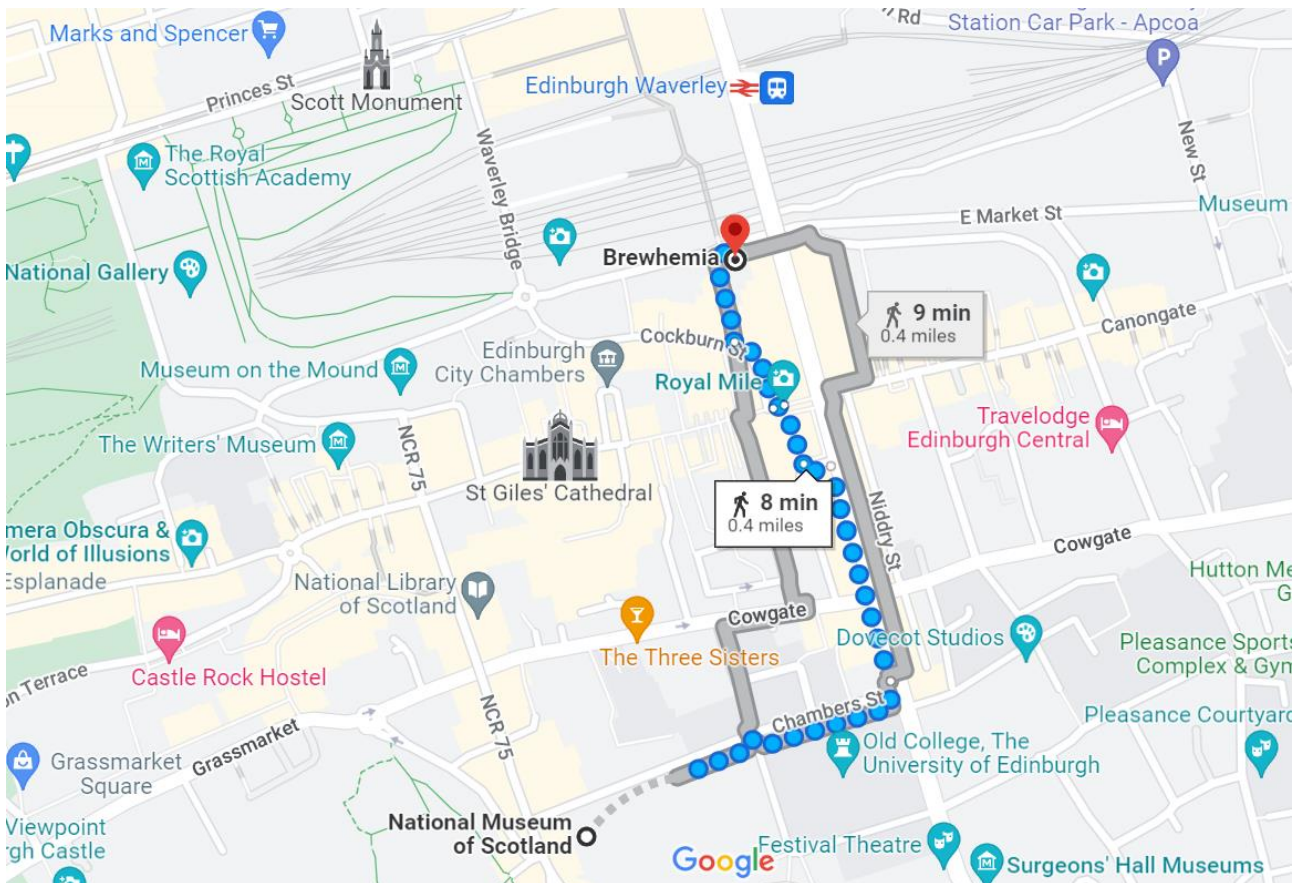 Marks and Spencer
Princes St
Scott Monument
Edinburgh Waverley
Rd
Station Car Park - Apcoa
The Royal
Scottish Academy
Waverley Bridge
New St
Museum
E Market St
National Gallery
Brewhemia
9 min
0.4 miles
Canongate
Cockburn St
Edinburgh
City Chambers
Museum on the Mound
Royal Mile
The Writers' Museum
NCR 75
Travelodge
Edinburgh Central
St Giles' Cathedral
8 min
0.4 miles
Niddry St
mera Obscura &
World of Illusions
Esplanade
National Library
of Scotland
Cowgate
Cowgate
Hutton Me
G
Castle Rock Hostel
on Terrace
The Three Sisters
Dovecot Studios
Pleasance Sports
Complex & Gym
NCR 75
Chambers St
Pleasance Courtyard
Grassmarket
Grassmarket
Square
Old College, The
University of Edinburgh
Viewpoint
rgh Castle
National Museum
of Scotland
Google
Festival Theatre
Surgeons' Hall Museums